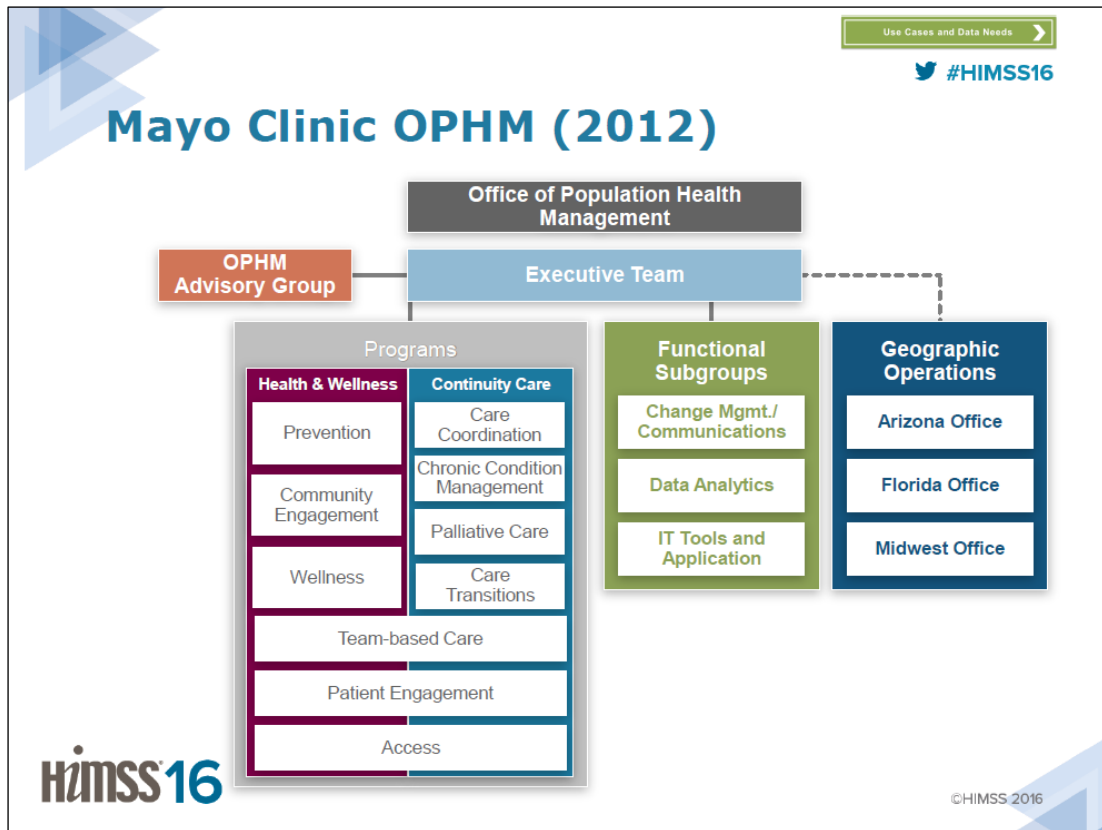 Use Cases and Data Needs
#HIMSS16
Mayo Clinic OPHM (2012)
Office of Population Health
Management
OPHM
Advisory Group
Executive Team
Programs
Health & Wellness
Continuity Care
Prevention
Community
Engagement
Wellness
Care
Coordination
Chronic Condition
Management
Palliative Care
Care
Transitions
Team-based Care
Patient Engagement
Access
Functional
Subgroups
Change Mgmt./
Communications
Data Analytics
IT Tools and
Application
Geographic
Operations
Arizona Office
Florida Office
Midwest Office
HiMSS 16
©HIMSS 2016